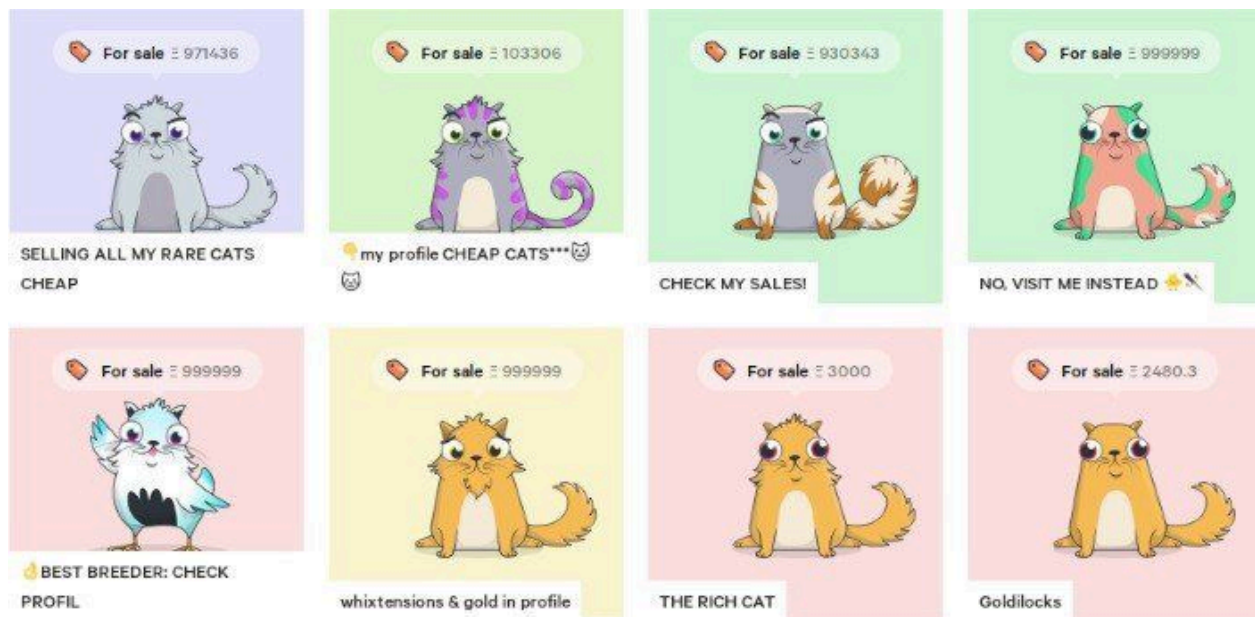 For sale Ξ 971436
For sale Ξ 103306
For sale Ξ 930343
For sale Ξ 999999
SELLING ALL MY RARE CATS
CHEAP
👇my profile CHEAP CATS***🐱
🐱
CHECK MY SALES!
NO, VISIT ME INSTEAD
For sale Ξ 999999
For sale Ξ 999999
For sale Ξ 3000
For sale Ξ 2480.3
👌BEST BREEDER: CHECK
PROFIL
whixtensions & gold in profile
THE RICH CAT
Goldilocks